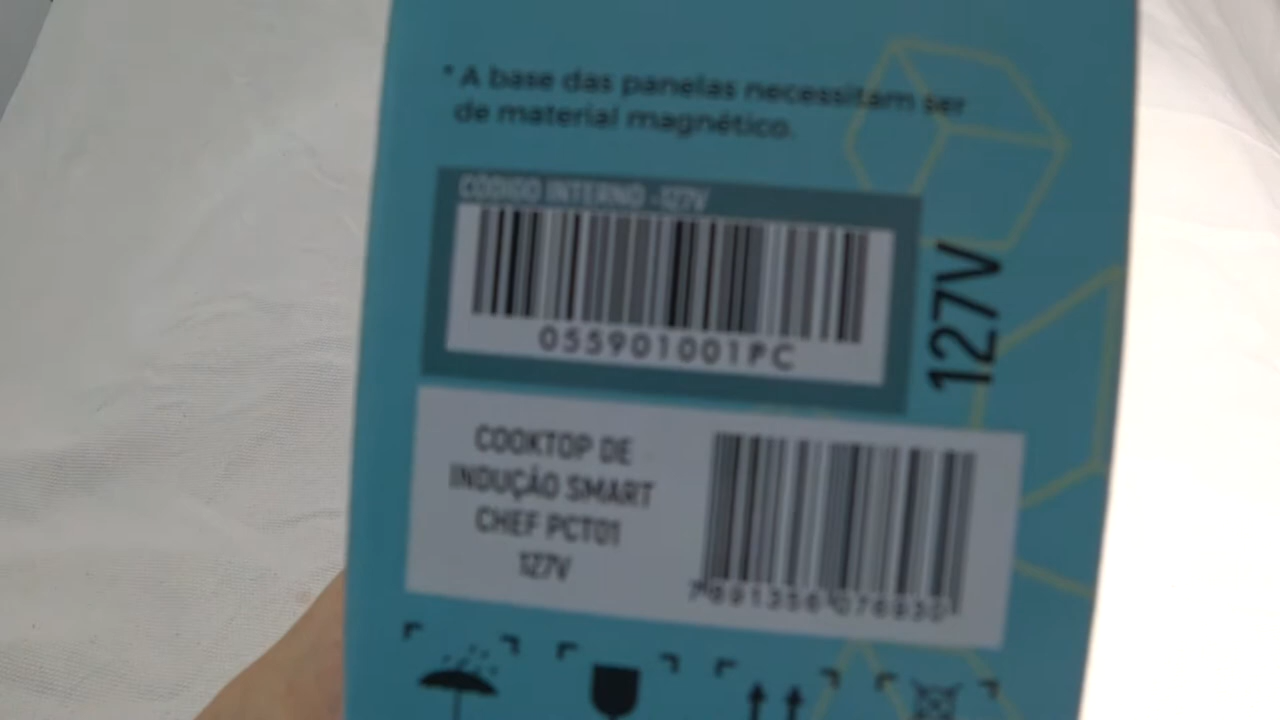 * A base das panelas necessitam ser
de material magnético.
CÓDIGO INTERNO -127V
055901001PC
127V
COOKTOP DE
INDUÇÃO SMART
CHEF PCT01
127V